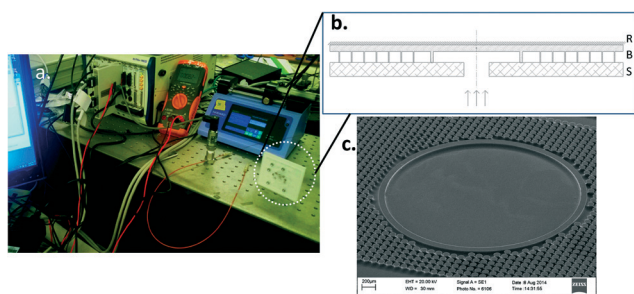 a.
b.
R
B
S
c.
200µm
EHT = 20.00 kV
Signal A = SE1
Date :8 Aug 2014
WD = 30 mm
Photo No. = 6106
Time :14:31:55
ZEISS